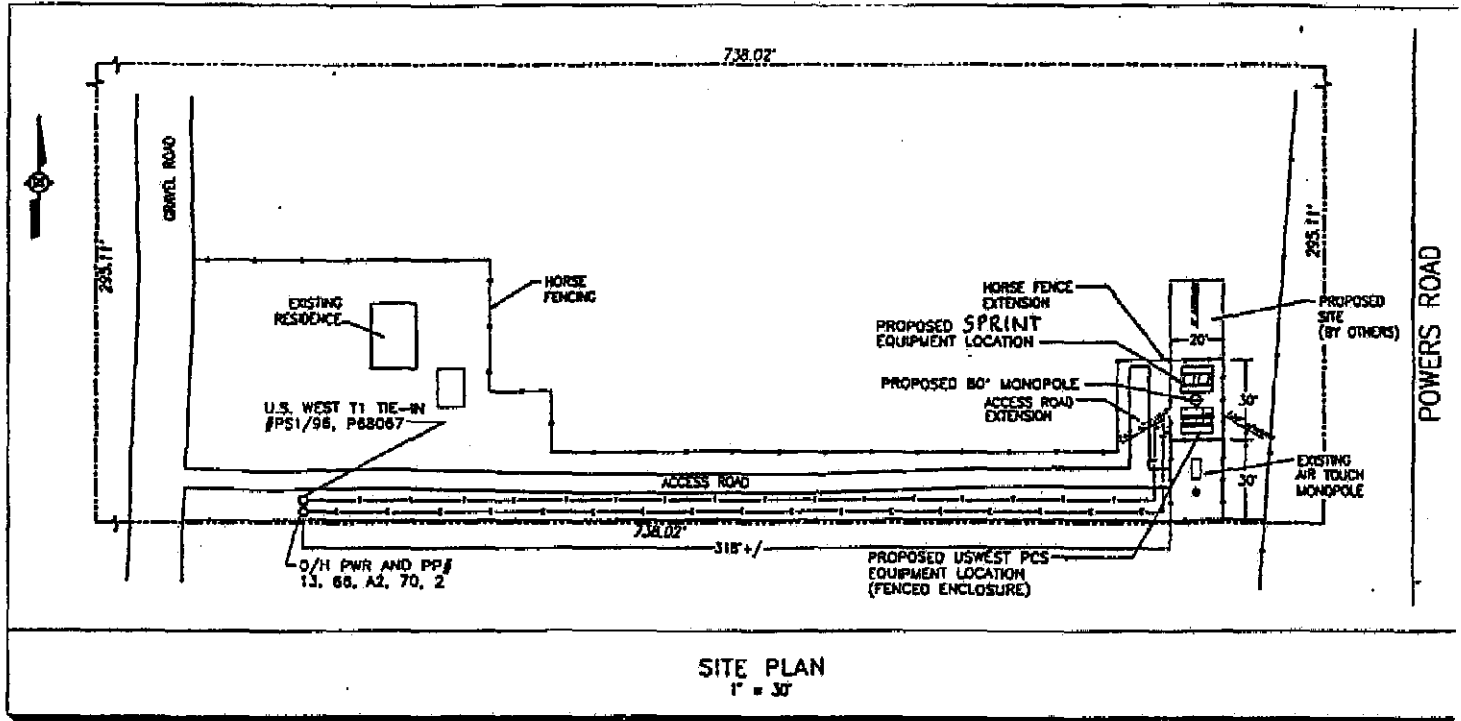 738.02'
GRAVEL ROAD
295.11'
295.11'
POWERS ROAD
HORSE
FENCING
EXISTING
RESIDENCE
HORSE FENCE
EXTENSION
PROPOSED SPRINT
EQUIPMENT LOCATION
PROPOSED
SITE
(BY OTHERS)
20'
PROPOSED 80' MONOPOLE
ACCESS ROAD
EXTENSION
30'
U.S. WEST T1 TIE-IN
#PS1/98, P68067
EXISTING
AIR TOUCH
MONOPOLE
30'
ACCESS ROAD
738.02'
318'+/
O/H PWR AND PP#
13, 66, A2, 70, 2
PROPOSED USWEST PCS
EQUIPMENT LOCATION
(FENCED ENCLOSURE)
SITE PLAN
1" = 30'